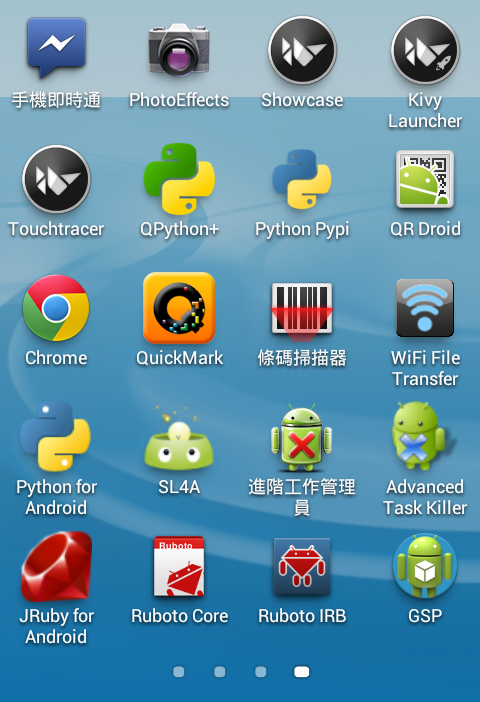 手機即時通
PhotoEffects
Showcase
Kivy
Launcher
Touchtracer
QPython+
Python Pypi
QR Droid
Chrome
QuickMark
條碼掃描器
WiFi File
Transfer
Python for
Android
SL4A
進階工作管理
員
Advanced
Task Killer
Ruboto
JRuby for
Android
Ruboto Core
Ruboto IRB
GSP